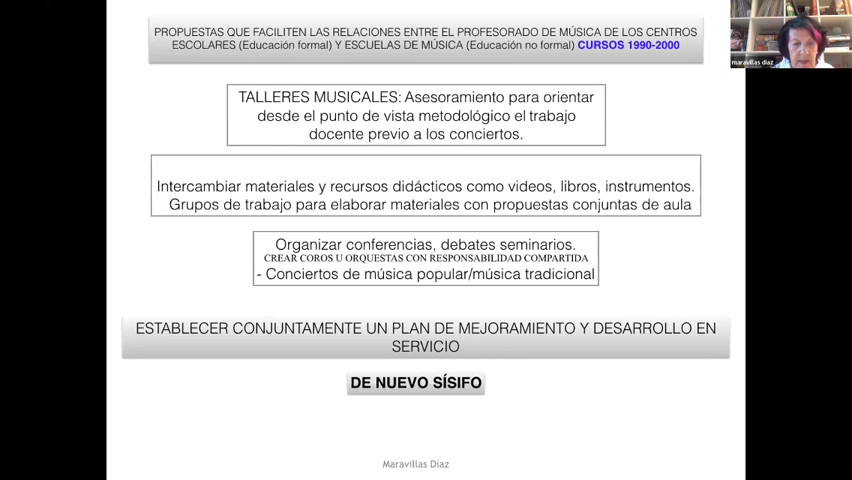 PROPUESTAS QUE FACILITEN LAS RELACIONES ENTRE EL PROFESORADO DE MÚSICA DE LOS CENTROS
ESCOLARES (Educación formal) Y ESCUELAS DE MÚSICA (Educación no formal) CURSOS 1990-2000
maravillas diaz
TALLERES MUSICALES: Asesoramiento para orientar
desde el punto de vista metodológico el trabajo
docente previo a los conciertos.
Intercambiar materiales y recursos didácticos como videos, libros, instrumentos.
Grupos de trabajo para elaborar materiales con propuestas conjuntas de aula
Organizar conferencias, debates seminarios.
CREAR COROS U ORQUESTAS CON RESPONSABILIDAD COMPARTIDA
- Conciertos de música popular/música tradicional
ESTABLECER CONJUNTAMENTE UN PLAN DE MEJORAMIENTO Y DESARROLLO EN
SERVICIO
DE NUEVO SÍSIFO
Maravillas Díaz